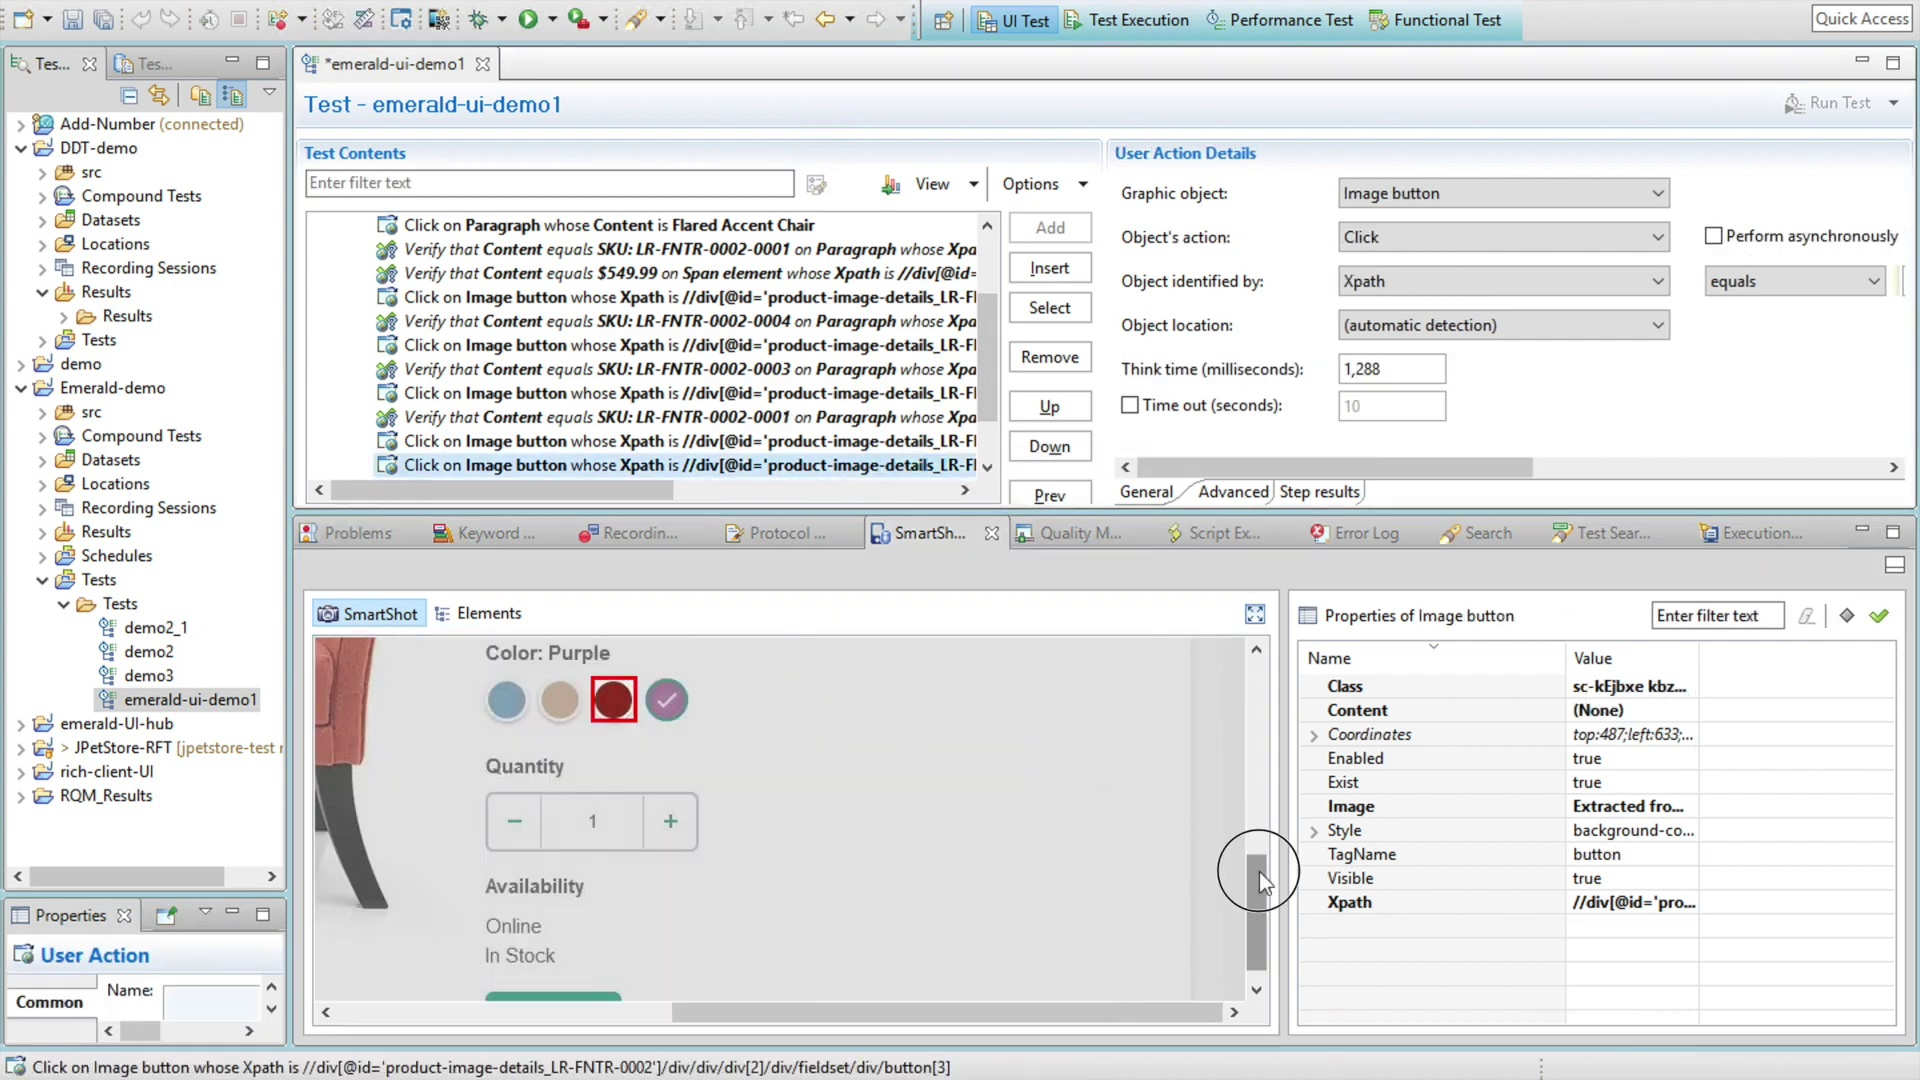 UI Test
Test Execution
Performance Test
Functional Test
Quick Access
Tes...
Tes...
*emerald-ui-demo1
Test - emerald-ui-demo1
Run Test
Add-Number (connected)
DDT-demo
src
Compound Tests
Datasets
Locations
Recording Sessions
Results
Results
Tests
demo
Emerald-demo
src
Compound Tests
Datasets
Locations
Recording Sessions
Results
Schedules
Tests
Tests
demo2_1
demo2
demo3
emerald-ui-demo1
emerald-UI-hub
> JPetStore-RFT [jpetstore-test r
rich-client-UI
RQM_Results
Test Contents
Enter filter text
View
Options
Click on Paragraph whose Content is Flared Accent Chair
Verify that Content equals SKU: LR-FNTR-0002-0001 on Paragraph whose Xpa
Verify that Content equals $549.99 on Span element whose Xpath is //div[@id=
Click on Image button whose Xpath is //div[@id='product-image-details_LR-FI
Verify that Content equals SKU: LR-FNTR-0002-0004 on Paragraph whose Xpa
Click on Image button whose Xpath is //div[@id='product-image-details_LR-FI
Verify that Content equals SKU: LR-FNTR-0002-0003 on Paragraph whose Xpa
Click on Image button whose Xpath is //div[@id='product-image-details_LR-FI
Verify that Content equals SKU: LR-FNTR-0002-0001 on Paragraph whose Xpa
Click on Image button whose Xpath is //div[@id='product-image-details_LR-FI
Click on Image button whose Xpath is //div[@id='product-image-details_LR-FI
Add
Insert
Select
Remove
Up
Down
Prev
User Action Details
Graphic object:
Image button
Object's action:
Click
Perform asynchronously
Object identified by:
Xpath
equals
Object location:
(automatic detection)
Think time (milliseconds):
1,288
Time out (seconds):
10
General
Advanced
Step results
Problems
Keyword ...
Recordin...
Protocol ...
SmartSh...
Quality M...
Script Ex...
Error Log
Search
Test Sear...
Execution...
SmartShot
Elements
Color: Purple
Quantity
− 1 +
Availability
Online
In Stock
Properties of Image button
Enter filter text
Name Value
Class sc-kEjbxe kbz...
Content (None)
Coordinates top:487;left:633;...
Enabled true
Exist true
Image Extracted fro...
Style background-co...
TagName button
Visible true
Xpath //div[@id='pro...
Properties
User Action
Common
Name:
Click on Image button whose Xpath is //div[@id='product-image-details_LR-FNTR-0002']/div/div/div[2]/div/fieldset/div/button[3]